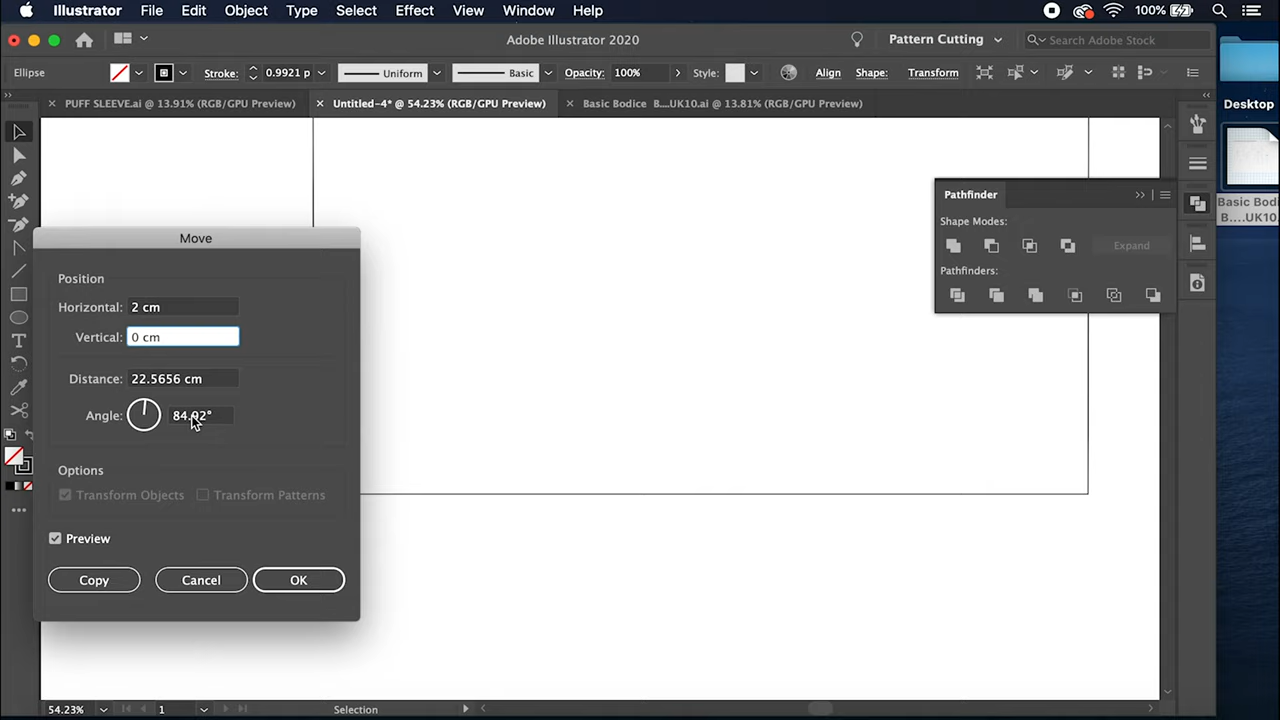 Illustrator File Edit Object Type Select Effect View Window Help 100%
Adobe Illustrator 2020 Pattern Cutting Search Adobe Stock
Ellipse Stroke: 0.9921 p Uniform Basic Opacity: 100% Style: Align Shape: Transform
PUFF SLEEVE.ai @ 13.91% (RGB/GPU Preview) Untitled-4* @ 54.23% (RGB/GPU Preview) Basic Bodice B....UK10.ai @ 13.81% (RGB/GPU Preview)
Desktop
Pathfinder
Basic Bodi
B....UK10
Shape Modes:
Expand
Pathfinders:
Move
Position
Horizontal: 2 cm
Vertical: 0 cm
Distance: 22.5656 cm
Angle: 84.92°
Options
Transform Objects Transform Patterns
Preview
Copy Cancel OK
54.23% 1 Selection